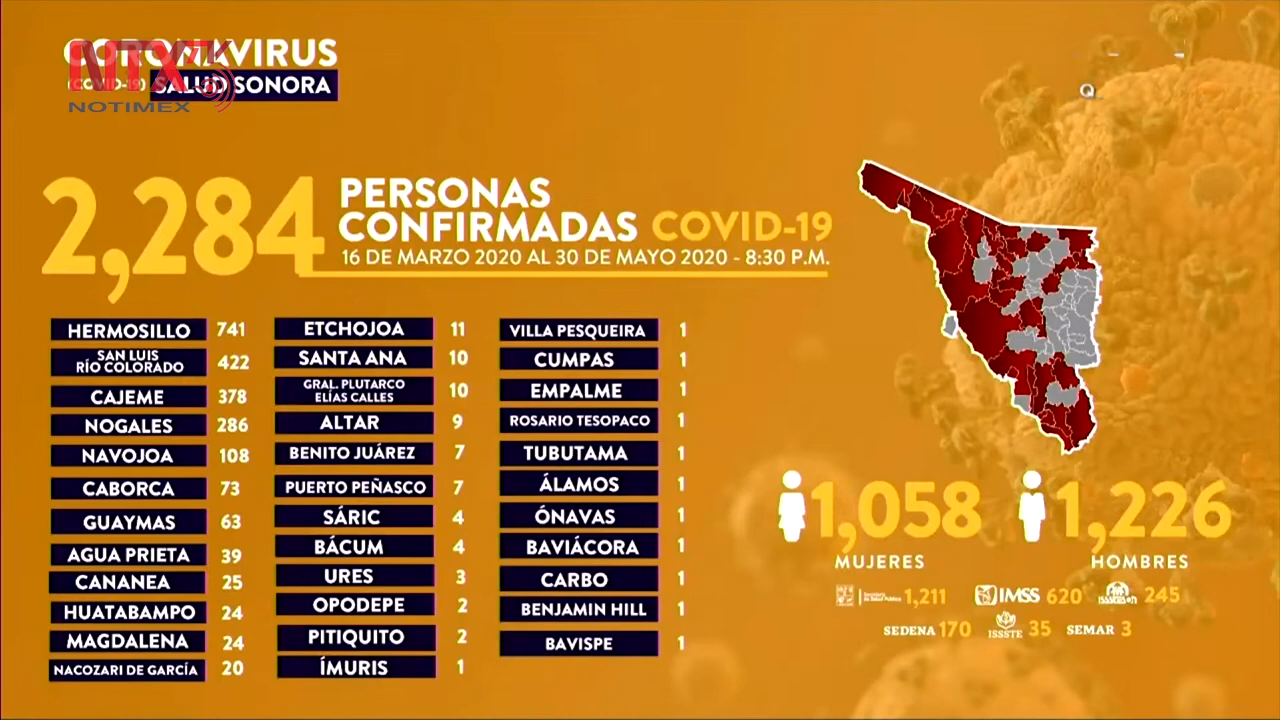 CORONAVIRUS
(COVID-19) SALUD SONORA
NTX
NOTIMEX
2,284 PERSONAS
CONFIRMADAS COVID-19
16 DE MARZO 2020 AL 30 DE MAYO 2020 - 8:30 P.M.
HERMOSILLO 741
SAN LUIS
RÍO COLORADO 422
CAJEME 378
NOGALES 286
NAVOJOA 108
CABORCA 73
GUAYMAS 63
AGUA PRIETA 39
CANANEA 25
HUATABAMPO 24
MAGDALENA 24
NACOZARI DE GARCÍA 20
ETCHOJOA 11
SANTA ANA 10
GRAL. PLUTARCO
ELÍAS CALLES 10
ALTAR 9
BENITO JUÁREZ 7
PUERTO PEÑASCO 7
SÁRIC 4
BÁCUM 4
URES 3
OPODEPE 2
PITIQUITO 2
ÍMURIS 1
VILLA PESQUEIRA 1
CUMPAS 1
EMPALME 1
ROSARIO TESOPACO 1
TUBUTAMA 1
ÁLAMOS 1
ÓNAVAS 1
BAVIÁCORA 1
CARBO 1
BENJAMIN HILL 1
BAVISPE 1
1,058
MUJERES
1,226
HOMBRES
1,211 IMSS 620 245
SEDENA 170 ISSSTE 35 SEMAR 3